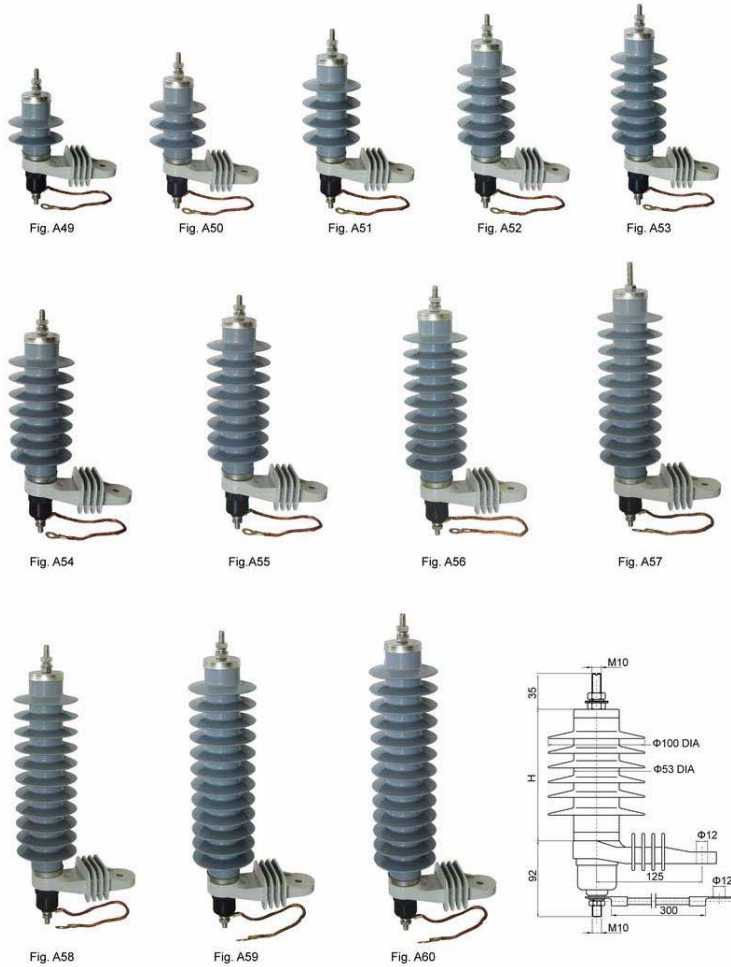 Fig. A49
Fig. A50
Fig. A51
Fig. A52
Fig. A53
Fig. A54
Fig.A55
Fig. A56
Fig. A57
M10
35
Φ100 DIA
Φ53 DIA
H
Φ12
125
92
Φ12
300
M10
Fig. A58
Fig. A59
Fig. A60